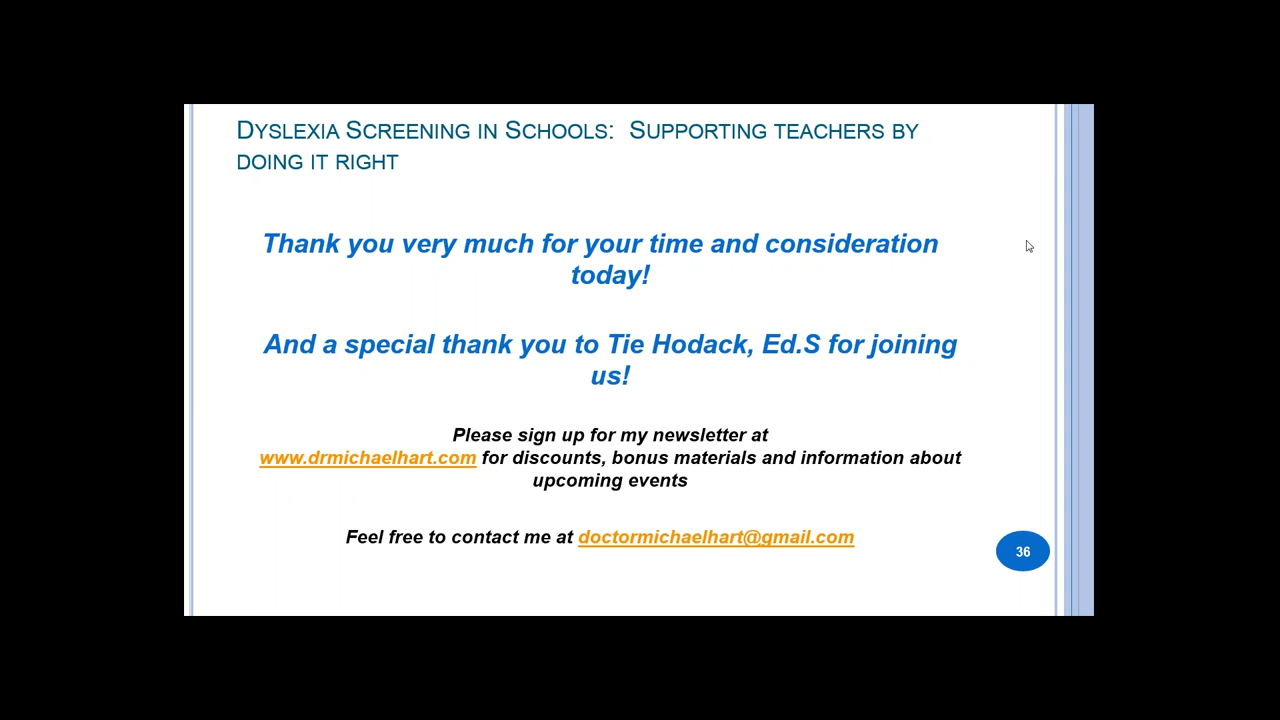 DYSLEXIA SCREENING IN SCHOOLS: SUPPORTING TEACHERS BY
DOING IT RIGHT
Thank you very much for your time and consideration
today!
And a special thank you to Tie Hodack, Ed.S for joining
us!
Please sign up for my newsletter at
www.drmichaelhart.com for discounts, bonus materials and information about
upcoming events
Feel free to contact me at doctormichaelhart@gmail.com
36